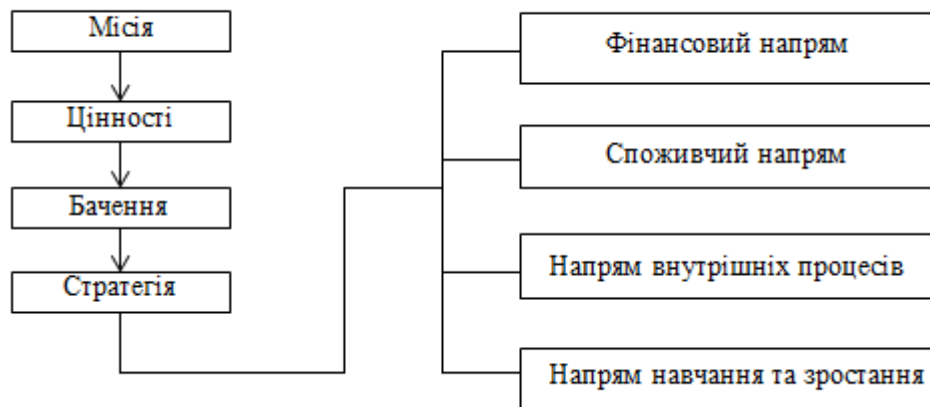 Місія
Цінності
Бачення
Стратегія
Фінансовий напрям
Споживчий напрям
Напрям внутрішніх процесів
Напрям навчання та зростання